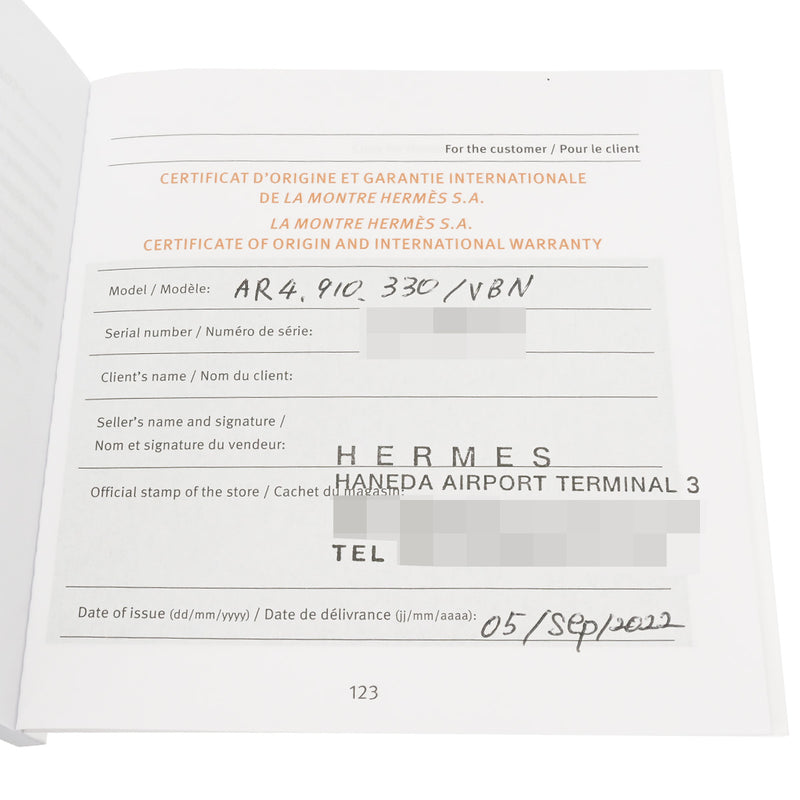 For the customer / Pour le client
CERTIFICAT D'ORIGINE ET GARANTIE INTERNATIONALE
DE LA MONTRE HERMÈS S.A.
LA MONTRE HERMÈS S.A.
CERTIFICATE OF ORIGIN AND INTERNATIONAL WARRANTY
Model / Modèle: AR4.910.330/VBN
Serial number / Numéro de série:
Client's name / Nom du client:
Seller's name and signature /
Nom et signature du vendeur:
HERMES
Official stamp of the store / Cachet du magasin: HANEDA AIRPORT TERMINAL 3
TEL
Date of issue (dd/mm/yyyy) / Date de délivrance (jj/mm/aaaa): 05/Sep/2022
123